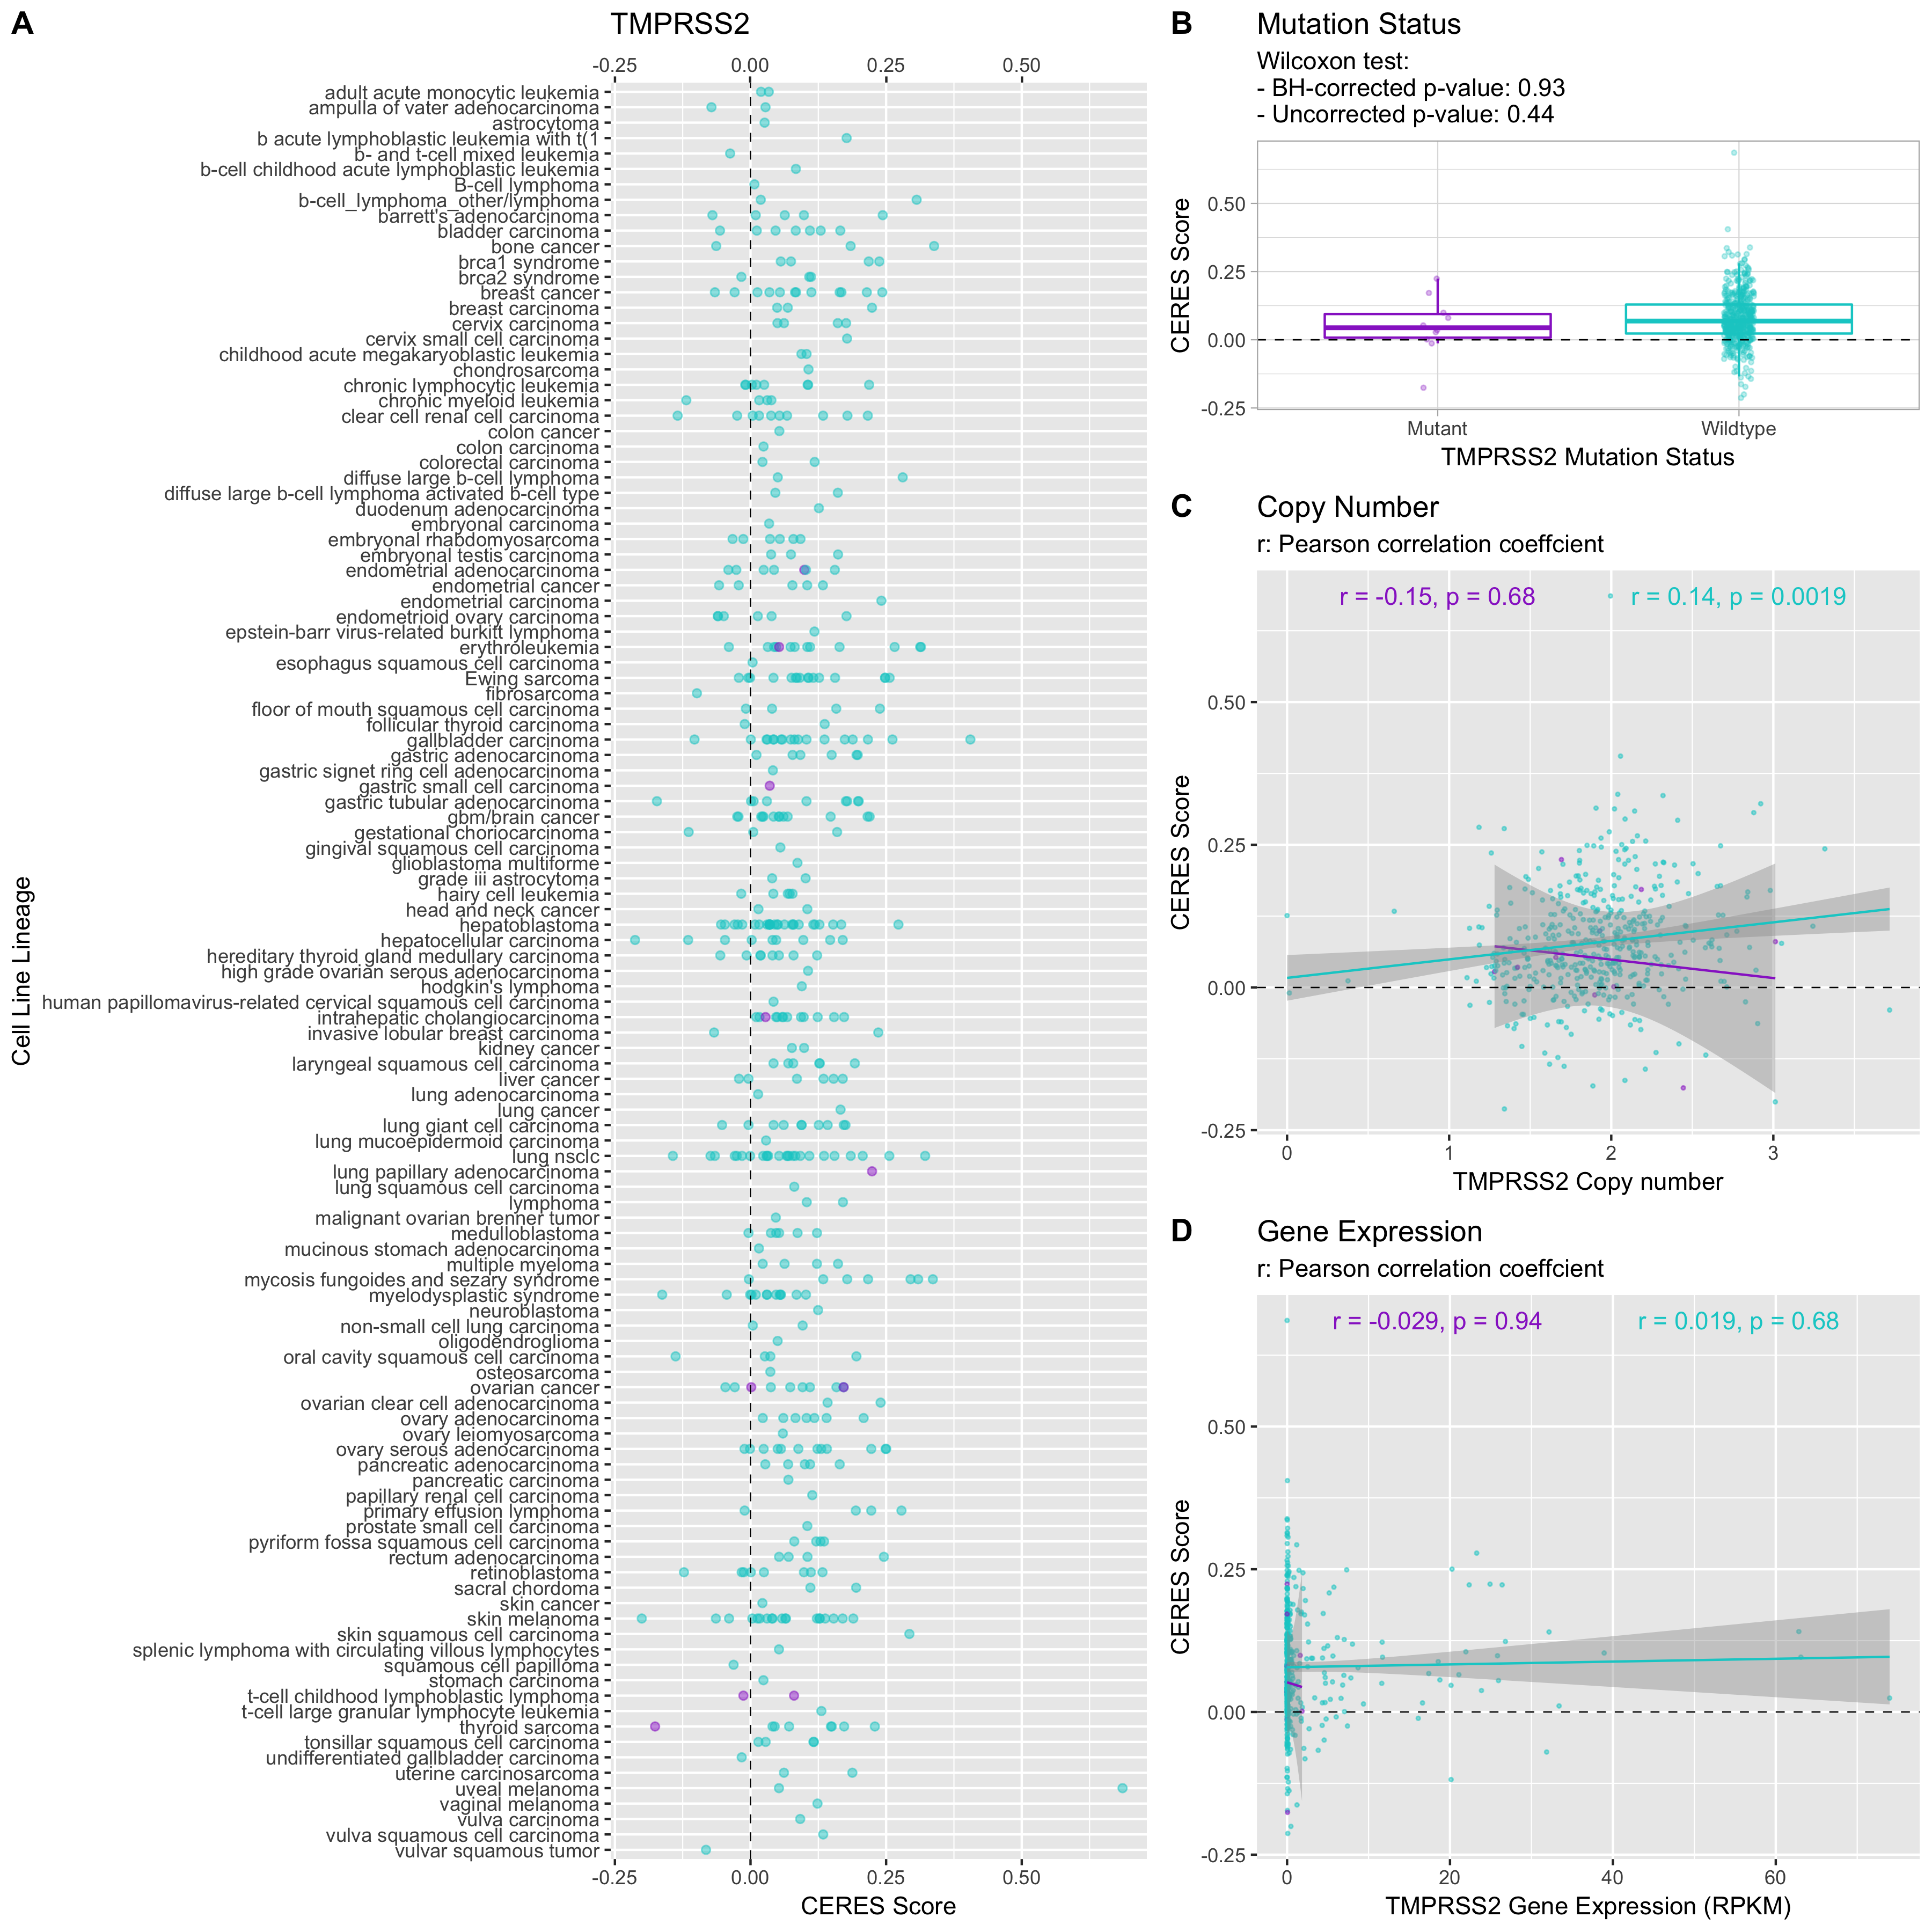 A
TMPRSS2
-0.25 0.00 0.25 0.50
Cell Line Lineage
adult acute monocytic leukemia
ampulla of vater adenocarcinoma
astrocytoma
b acute lymphoblastic leukemia with t(1
b- and t-cell mixed leukemia
b-cell childhood acute lymphoblastic leukemia
B-cell lymphoma
b-cell_lymphoma_other/lymphoma
barrett's adenocarcinoma
bladder carcinoma
bone cancer
brca1 syndrome
brca2 syndrome
breast cancer
breast carcinoma
cervix carcinoma
cervix small cell carcinoma
childhood acute megakaryoblastic leukemia
chondrosarcoma
chronic lymphocytic leukemia
chronic myeloid leukemia
clear cell renal cell carcinoma
colon cancer
colon carcinoma
colorectal carcinoma
diffuse large b-cell lymphoma
diffuse large b-cell lymphoma activated b-cell type
duodenum adenocarcinoma
embryonal carcinoma
embryonal rhabdomyosarcoma
embryonal testis carcinoma
endometrial adenocarcinoma
endometrial cancer
endometrial carcinoma
endometrioid ovary carcinoma
epstein-barr virus-related burkitt lymphoma
erythroleukemia
esophagus squamous cell carcinoma
Ewing sarcoma
fibrosarcoma
floor of mouth squamous cell carcinoma
follicular thyroid carcinoma
gallbladder carcinoma
gastric adenocarcinoma
gastric signet ring cell adenocarcinoma
gastric small cell carcinoma
gastric tubular adenocarcinoma
gbm/brain cancer
gestational choriocarcinoma
gingival squamous cell carcinoma
glioblastoma multiforme
grade iii astrocytoma
hairy cell leukemia
head and neck cancer
hepatoblastoma
hepatocellular carcinoma
hereditary thyroid gland medullary carcinoma
high grade ovarian serous adenocarcinoma
hodgkin's lymphoma
human papillomavirus-related cervical squamous cell carcinoma
intrahepatic cholangiocarcinoma
invasive lobular breast carcinoma
kidney cancer
laryngeal squamous cell carcinoma
liver cancer
lung adenocarcinoma
lung cancer
lung giant cell carcinoma
lung mucoepidermoid carcinoma
lung nsclc
lung papillary adenocarcinoma
lung squamous cell carcinoma
lymphoma
malignant ovarian brenner tumor
medulloblastoma
mucinous stomach adenocarcinoma
multiple myeloma
mycosis fungoides and sezary syndrome
myelodysplastic syndrome
neuroblastoma
non-small cell lung carcinoma
oligodendroglioma
oral cavity squamous cell carcinoma
osteosarcoma
ovarian cancer
ovarian clear cell adenocarcinoma
ovary adenocarcinoma
ovary leiomyosarcoma
ovary serous adenocarcinoma
pancreatic adenocarcinoma
pancreatic carcinoma
papillary renal cell carcinoma
primary effusion lymphoma
prostate small cell carcinoma
pyriform fossa squamous cell carcinoma
rectum adenocarcinoma
retinoblastoma
sacral chordoma
skin cancer
skin melanoma
skin squamous cell carcinoma
splenic lymphoma with circulating villous lymphocytes
squamous cell papilloma
stomach carcinoma
t-cell childhood lymphoblastic lymphoma
t-cell large granular lymphocyte leukemia
thyroid sarcoma
tonsillar squamous cell carcinoma
undifferentiated gallbladder carcinoma
uterine carcinosarcoma
uveal melanoma
vaginal melanoma
vulva carcinoma
vulva squamous cell carcinoma
vulvar squamous tumor
-0.25 0.00 0.25 0.50
CERES Score
B
Mutation Status
Wilcoxon test:
- BH-corrected p-value: 0.93
- Uncorrected p-value: 0.44
CERES Score
0.50
0.25
0.00
-0.25
Mutant Wildtype
TMPRSS2 Mutation Status
C
Copy Number
r: Pearson correlation coeffcient
r = -0.15, p = 0.68 r = 0.14, p = 0.0019
CERES Score
0.50
0.25
0.00
-0.25
0 1 2 3
TMPRSS2 Copy number
D
Gene Expression
r: Pearson correlation coeffcient
r = -0.029, p = 0.94 r = 0.019, p = 0.68
CERES Score
0.50
0.25
0.00
-0.25
0 20 40 60
TMPRSS2 Gene Expression (RPKM)